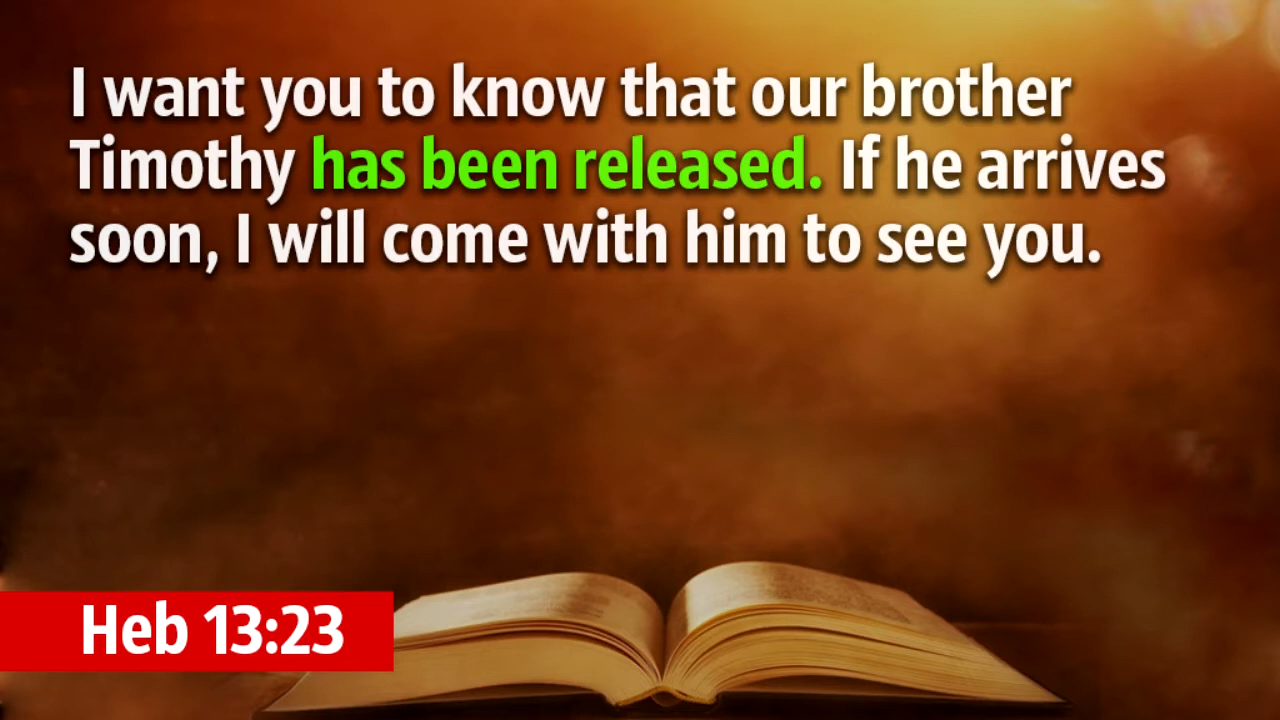 I want you to know that our brother
Timothy has been released. If he arrives
soon, I will come with him to see you.
Heb 13:23